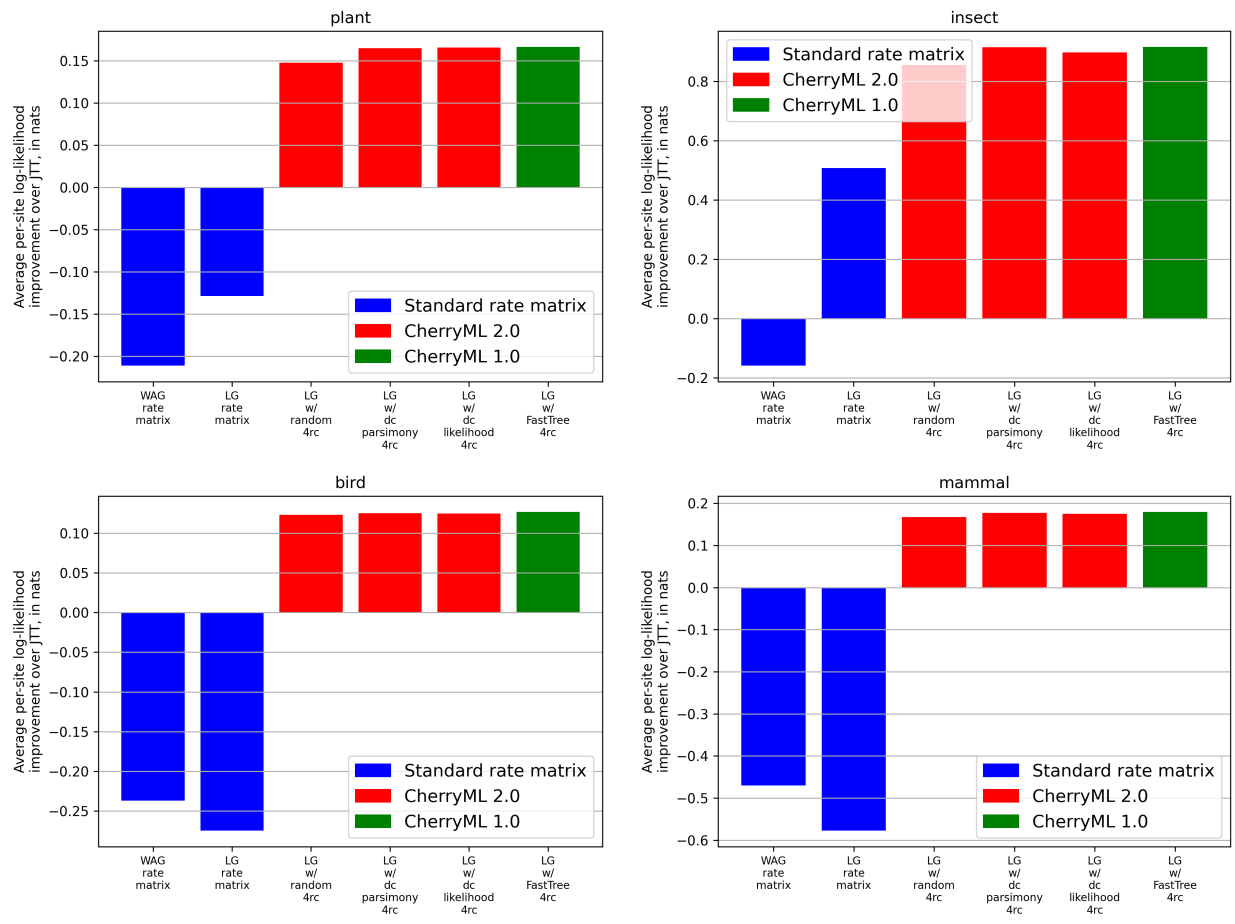 plant
Average per-site log-likelihood
improvement over JTT, in nats
0.15
0.10
0.05
0.00
−0.05
−0.10
−0.15
−0.20
Standard rate matrix
CherryML 2.0
CherryML 1.0
WAG
rate
matrix
LG
rate
matrix
LG
w/
random
4rc
LG
w/
dc
parsimony
4rc
LG
w/
dc
likelihood
4rc
LG
w/
FastTree
4rc
insect
Average per-site log-likelihood
improvement over JTT, in nats
0.8
0.6
0.4
0.2
0.0
−0.2
Standard rate matrix
CherryML 2.0
CherryML 1.0
WAG
rate
matrix
LG
rate
matrix
LG
w/
random
4rc
LG
w/
dc
parsimony
4rc
LG
w/
dc
likelihood
4rc
LG
w/
FastTree
4rc
bird
Average per-site log-likelihood
improvement over JTT, in nats
0.10
0.05
0.00
−0.05
−0.10
−0.15
−0.20
−0.25
Standard rate matrix
CherryML 2.0
CherryML 1.0
WAG
rate
matrix
LG
rate
matrix
LG
w/
random
4rc
LG
w/
dc
parsimony
4rc
LG
w/
dc
likelihood
4rc
LG
w/
FastTree
4rc
mammal
Average per-site log-likelihood
improvement over JTT, in nats
0.2
0.1
0.0
−0.1
−0.2
−0.3
−0.4
−0.5
−0.6
Standard rate matrix
CherryML 2.0
CherryML 1.0
WAG
rate
matrix
LG
rate
matrix
LG
w/
random
4rc
LG
w/
dc
parsimony
4rc
LG
w/
dc
likelihood
4rc
LG
w/
FastTree
4rc